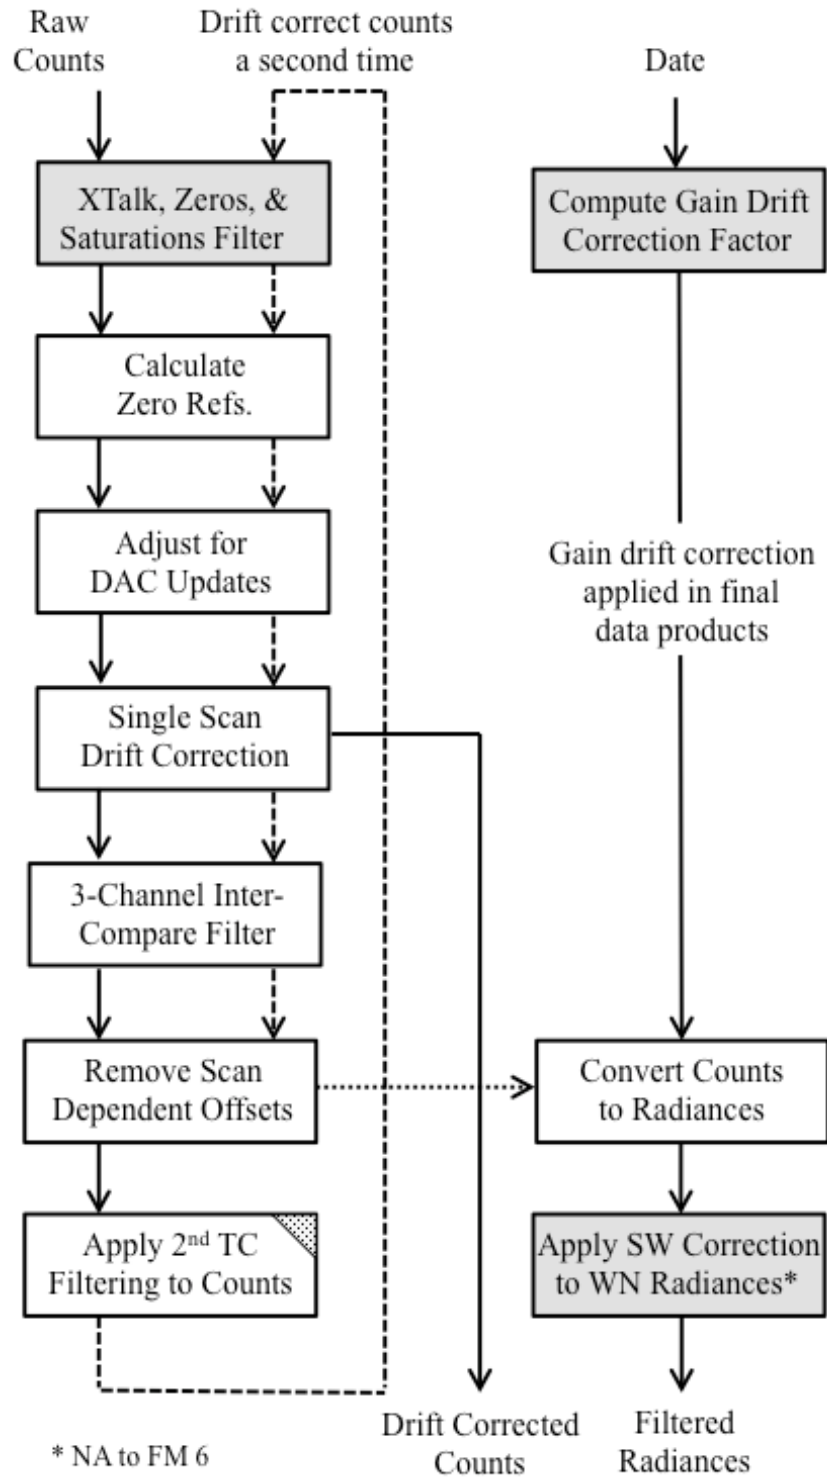 Raw
Counts
Drift correct counts
a second time
Date
XTalk, Zeros, &
Saturations Filter
Compute Gain Drift
Correction Factor
Calculate
Zero Refs.
Adjust for
DAC Updates
Gain drift correction
applied in final
data products
Single Scan
Drift Correction
3-Channel Inter-
Compare Filter
Remove Scan
Dependent Offsets
Convert Counts
to Radiances
Apply 2nd TC
Filtering to Counts
Apply SW Correction
to WN Radiances*
Drift Corrected
Counts
Filtered
Radiances
* NA to FM 6